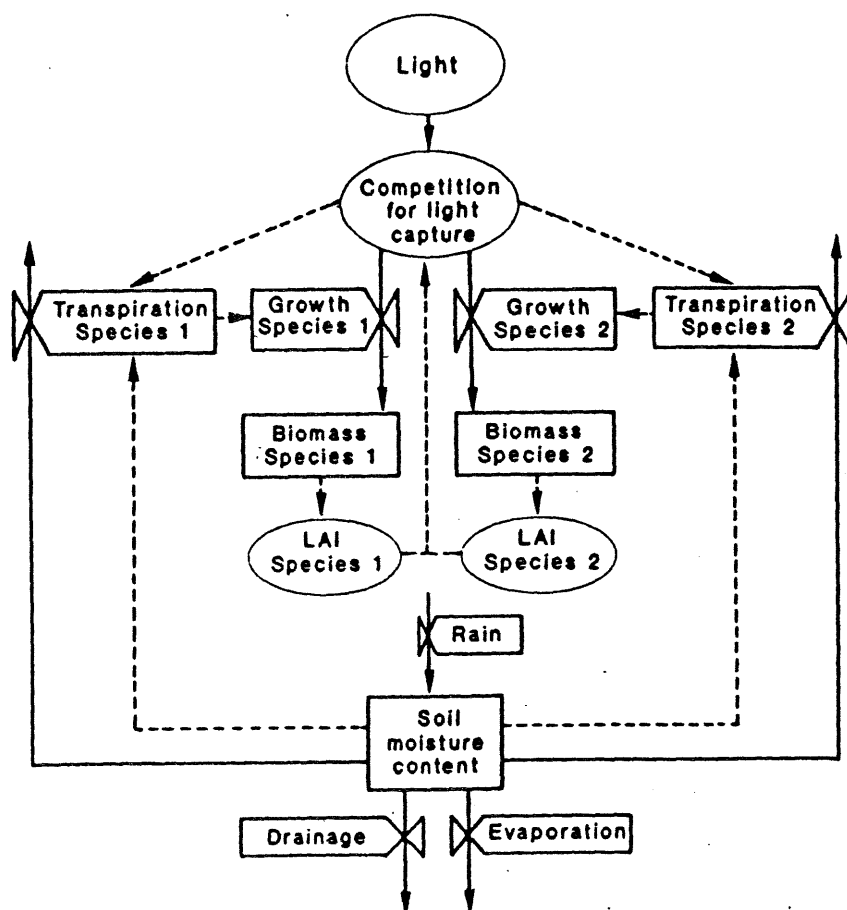 Light
Competition
for light
capture
Transpiration
Species 1
Growth
Species 1
Growth
Species 2
Transpiration
Species 2
Biomass
Species 1
Biomass
Species 2
LAI
Species 1
LAI
Species 2
Rain
Soil
moisture
content
Drainage
Evaporation